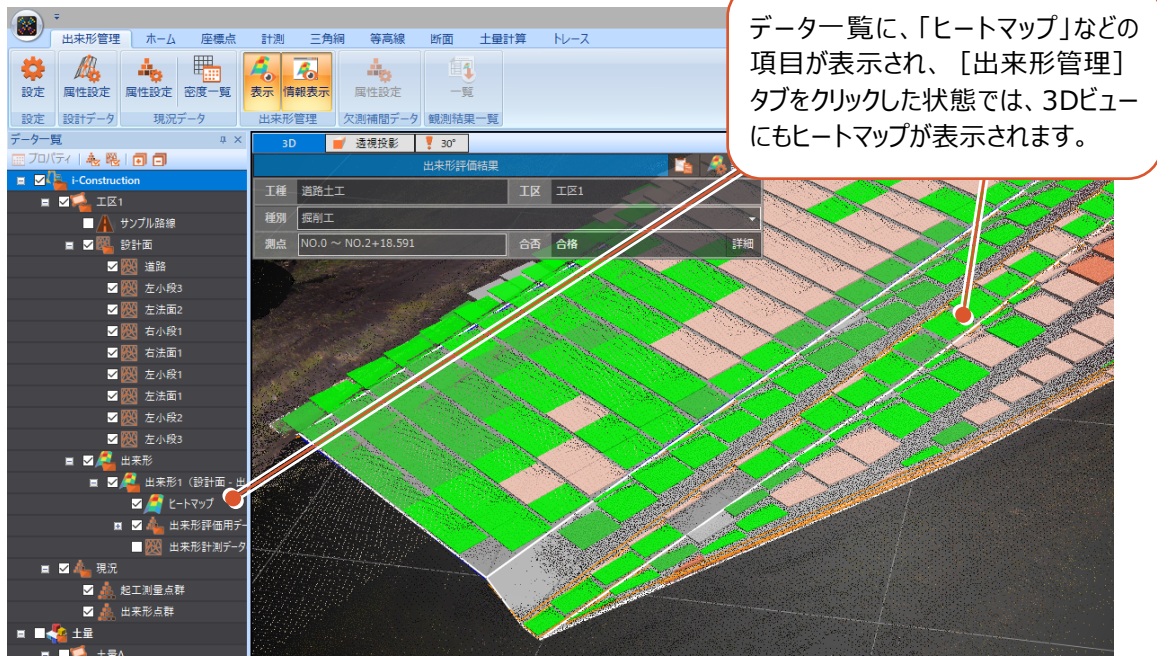 データ一覧に、「ヒートマップ」などの
項目が表示され、［出来形管理］
タブをクリックした状態では、3Dビュー
にもヒートマップが表示されます。
出来形管理 ホーム 座標点 計測 三角網 等高線 断面 土量計算 トレース
設定 属性設定 属性設定 密度一覧 表示 情報表示 属性設定 一覧
設定 設計データ 現況データ 出来形管理 欠測補間データ 観測結果一覧
データ一覧
プロパティ
i-Construction
工区1
サンプル路線
設計面
道路
左小段3
左法面2
右小段1
右法面1
左小段1
左法面1
左小段2
左小段3
出来形
出来形1（設計面 - 出
ヒートマップ
出来形評価用デー
出来形計測データ
現況
起工測量点群
出来形点群
土量
土量A
3D 透視投影 30°
出来形評価結果
工種 道路土工 工区 工区1
種別 掘削工
測点 NO.0 ～ NO.2+18.591 合否 合格 詳細